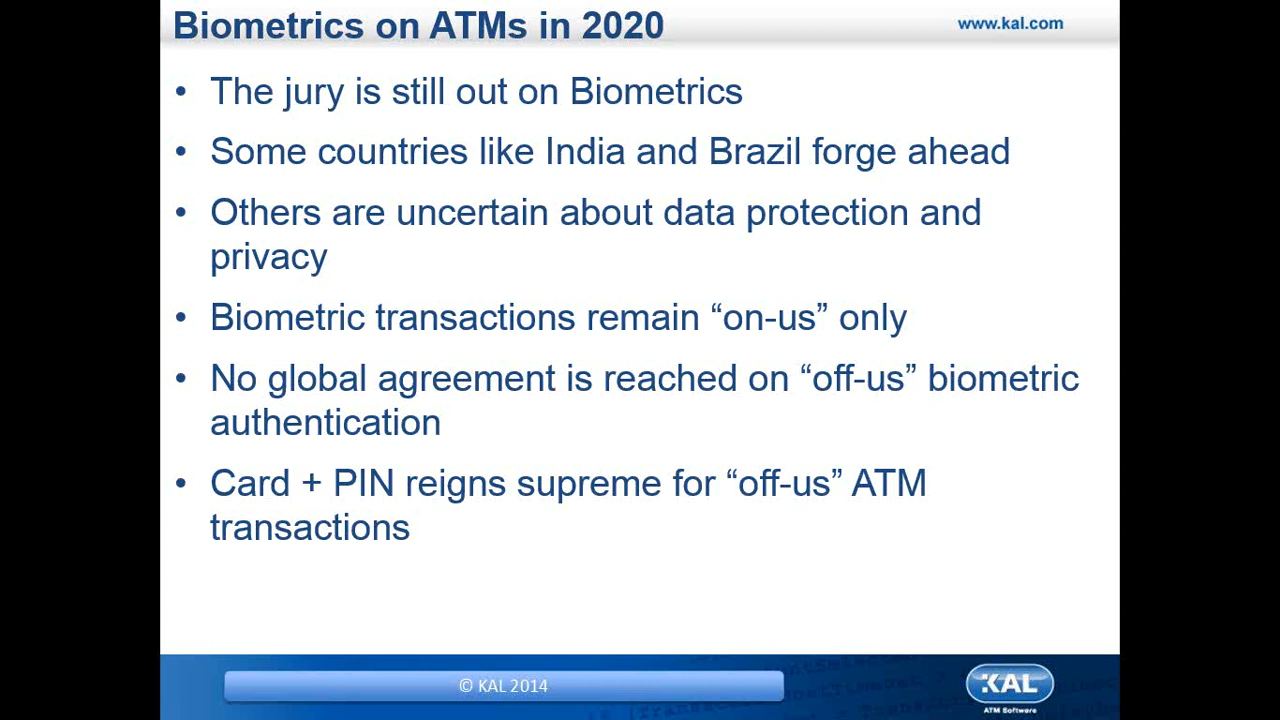 Biometrics on ATMs in 2020
www.kal.com
• The jury is still out on Biometrics
• Some countries like India and Brazil forge ahead
• Others are uncertain about data protection and
privacy
• Biometric transactions remain “on-us” only
• No global agreement is reached on “off-us” biometric
authentication
• Card + PIN reigns supreme for “off-us” ATM
transactions
© KAL 2014
KAL
ATM Software